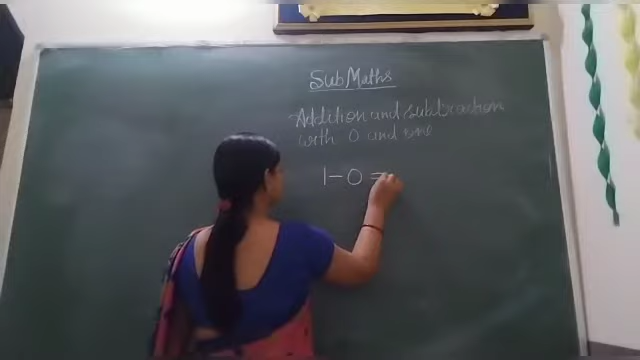 Sub Maths
Addition and subtraction
with 0 and one
1-0=